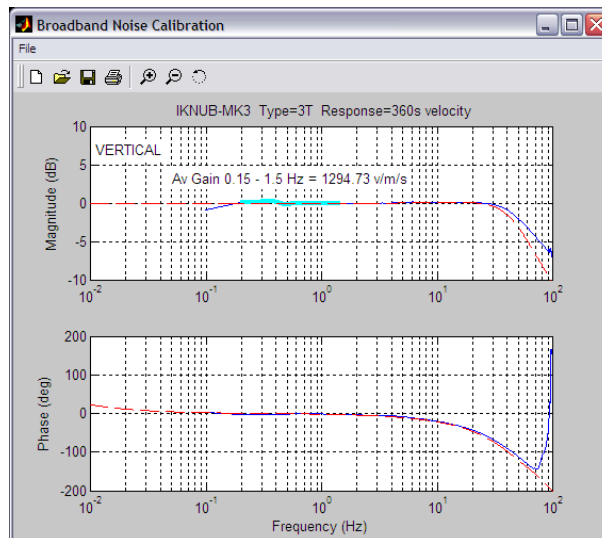 Broadband Noise Calibration
File
IKNUB-MK3 Type=3T Response=360s velocity
VERTICAL
Av Gain 0.15 - 1.5 Hz = 1294.73 v/m/s
Magnitude (dB)
10
5
0
-5
-10
10^-2 10^-1 10^0 10^1 10^2
Phase (deg)
200
100
0
-100
-200
10^-2 10^-1 10^0 10^1 10^2
Frequency (Hz)